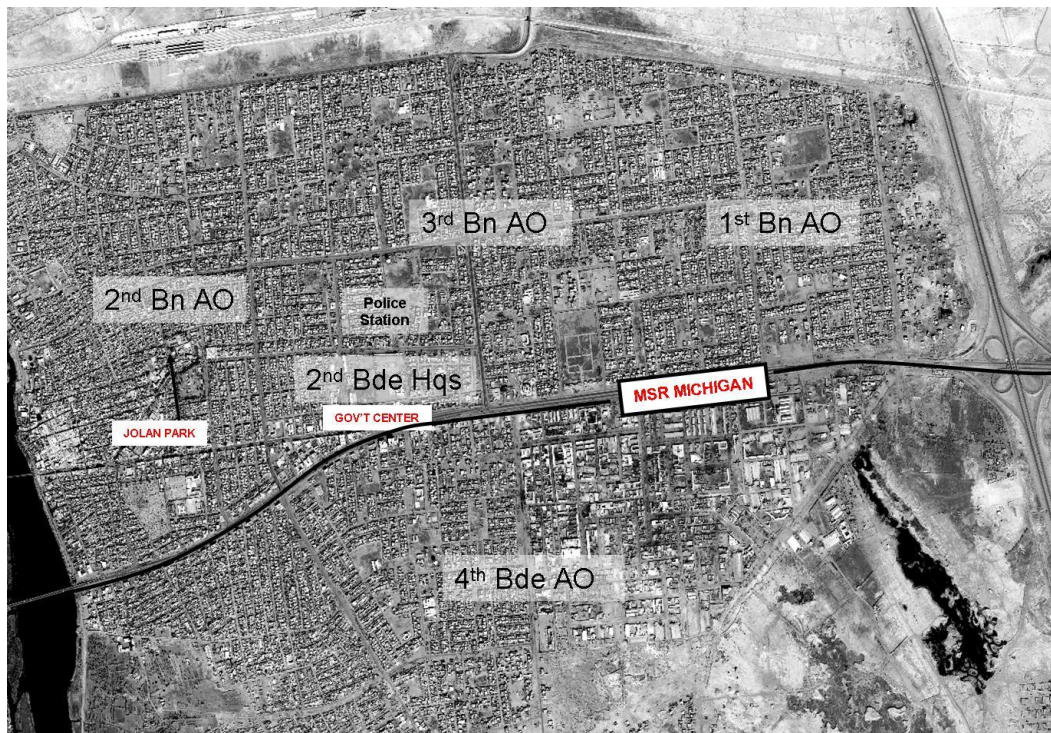 3rd Bn AO
1st Bn AO
2nd Bn AO
Police
Station
2nd Bde Hqs
MSR MICHIGAN
GOV'T CENTER
JOLAN PARK
4th Bde AO